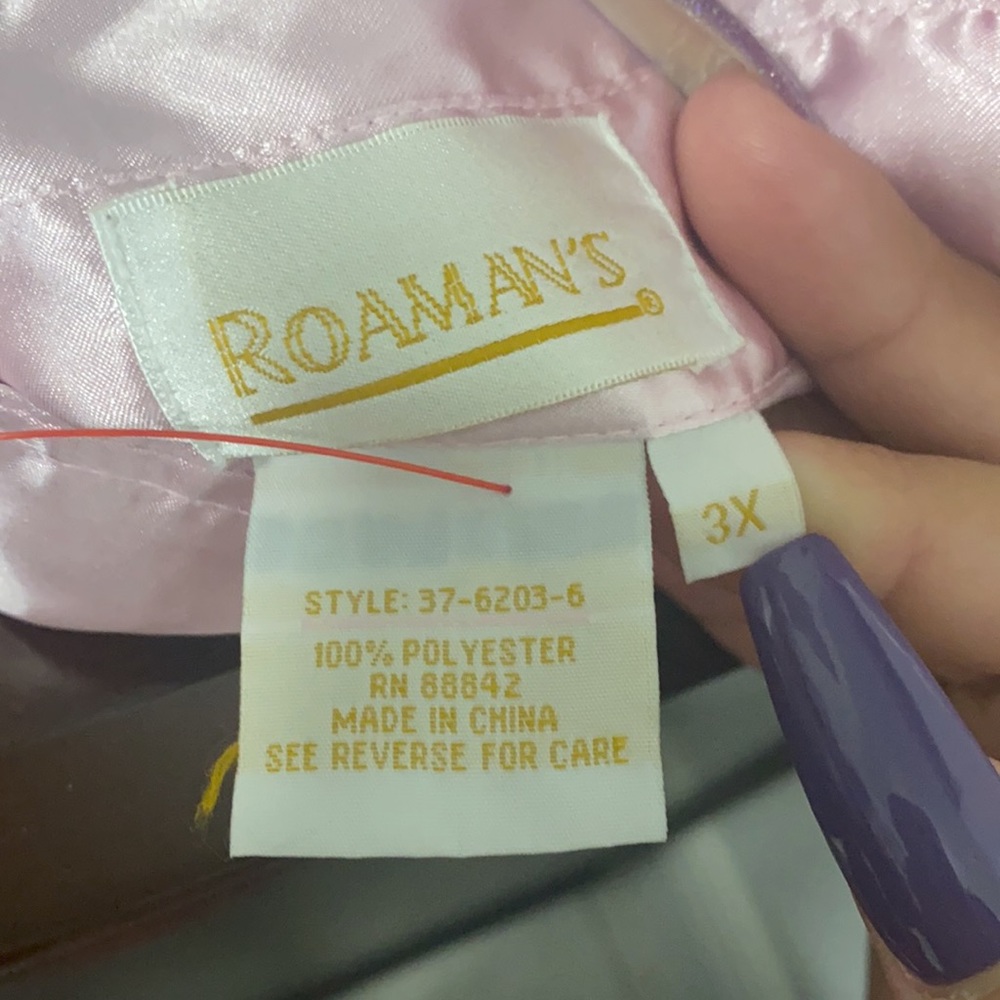 ROAMAN'S®
3X
STYLE: 37-6203-6
100% POLYESTER
RN 88842
MADE IN CHINA
SEE REVERSE FOR CARE